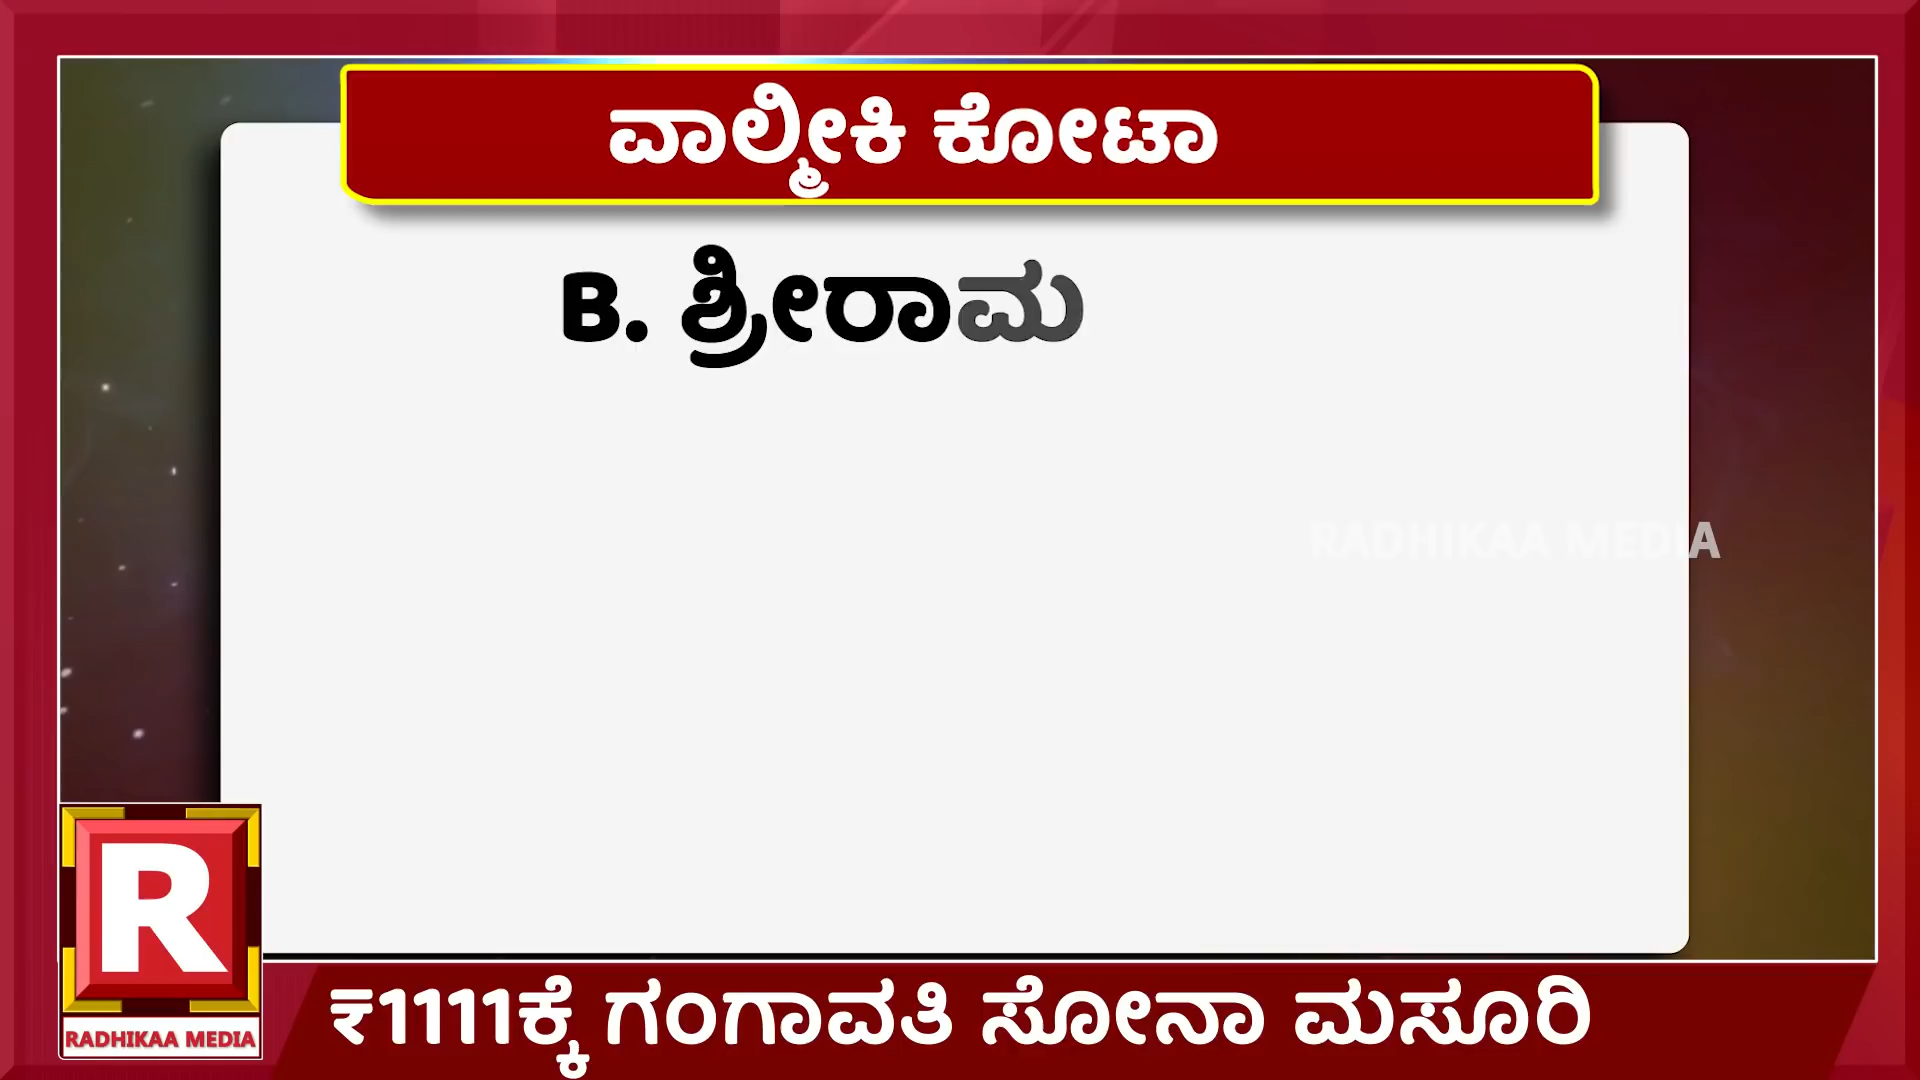 ವಾಲ್ಮೀಕಿ ಕೋಟಾ
B. ಶ್ರೀರಾಮ
RADHIKAA MEDIA
R
RADHIKAA MEDIA
₹1111ಕ್ಕೆ ಗಂಗಾವತಿ ಸೋನಾ ಮಸೂರಿ